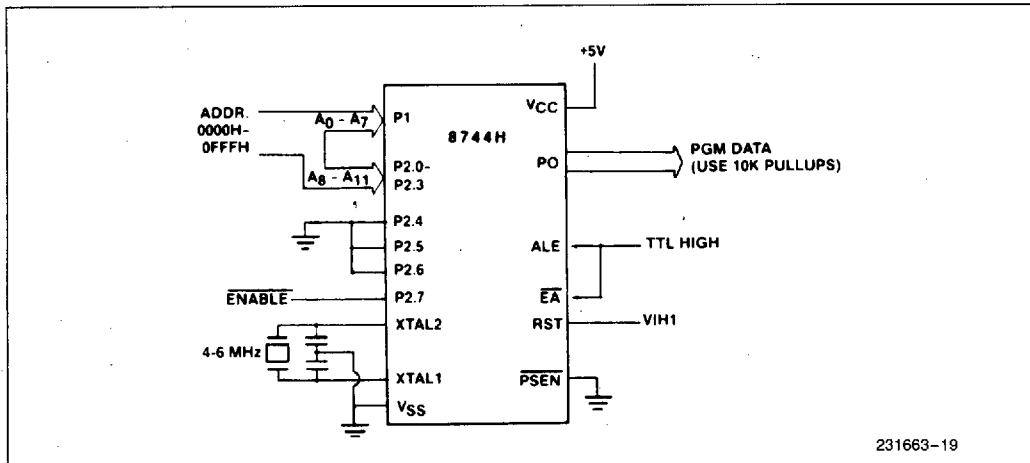 +5V
ADDR.
0000H-
0FFFH
A0 - A7
P1
VCC
8744H
P2.0-
P2.3
A8 - A11
PO
PGM DATA
(USE 10K PULLUPS)
P2.4
P2.5
P2.6
ALE
TTL HIGH
ENABLE
P2.7
EA
XTAL2
RST
VIH1
4-6 MHz
XTAL1
PSEN
VSS
231663-19